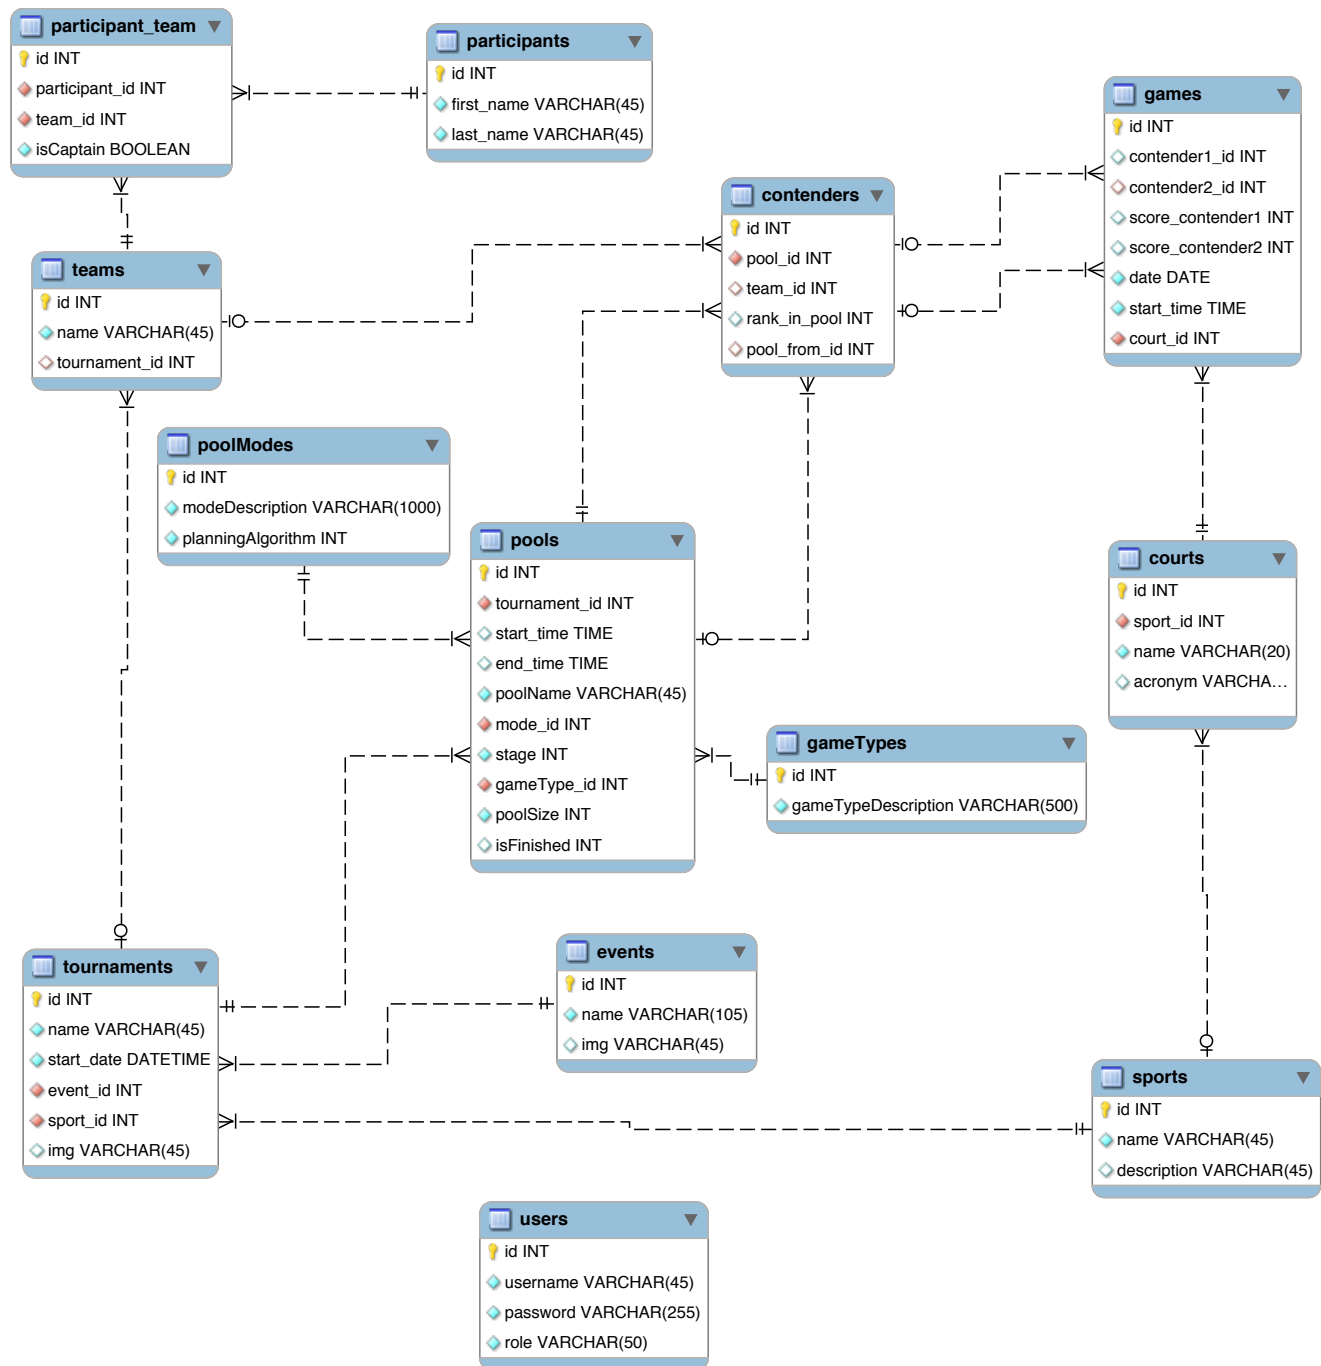 participant_team
id INT
participant_id INT
team_id INT
isCaptain BOOLEAN
participants
id INT
first_name VARCHAR(45)
last_name VARCHAR(45)
games
id INT
contender1_id INT
contender2_id INT
score_contender1 INT
score_contender2 INT
date DATE
start_time TIME
court_id INT
contenders
id INT
pool_id INT
team_id INT
rank_in_pool INT
pool_from_id INT
teams
id INT
name VARCHAR(45)
tournament_id INT
poolModes
id INT
modeDescription VARCHAR(1000)
planningAlgorithm INT
pools
id INT
tournament_id INT
start_time TIME
end_time TIME
poolName VARCHAR(45)
mode_id INT
stage INT
gameType_id INT
poolSize INT
isFinished INT
courts
id INT
sport_id INT
name VARCHAR(20)
acronym VARCHA...
gameTypes
id INT
gameTypeDescription VARCHAR(500)
tournaments
id INT
name VARCHAR(45)
start_date DATETIME
event_id INT
sport_id INT
img VARCHAR(45)
events
id INT
name VARCHAR(105)
img VARCHAR(45)
sports
id INT
name VARCHAR(45)
description VARCHAR(45)
users
id INT
username VARCHAR(45)
password VARCHAR(255)
role VARCHAR(50)